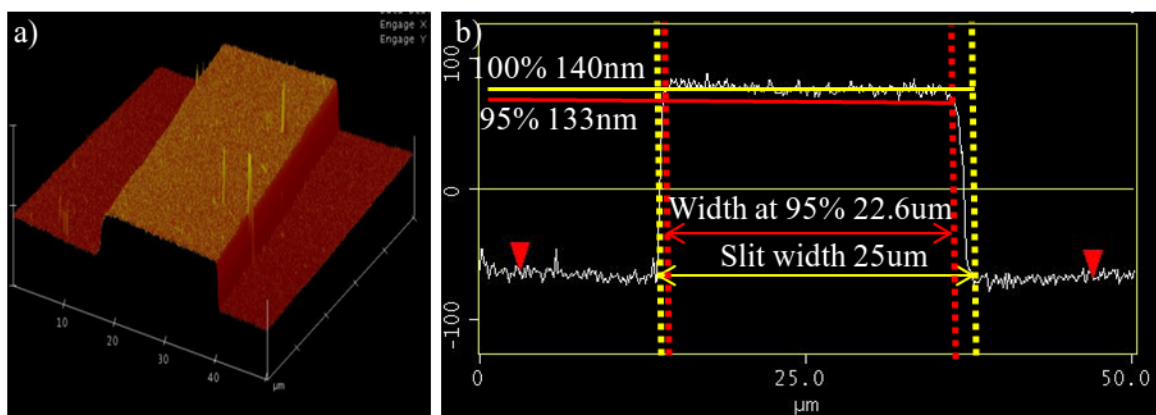 a)
Engage X
Engage Y
10
20
30
40
µm
b)
100
100% 140nm
95% 133nm
0
Width at 95% 22.6um
Slit width 25um
-100
0
25.0
50.0
µm